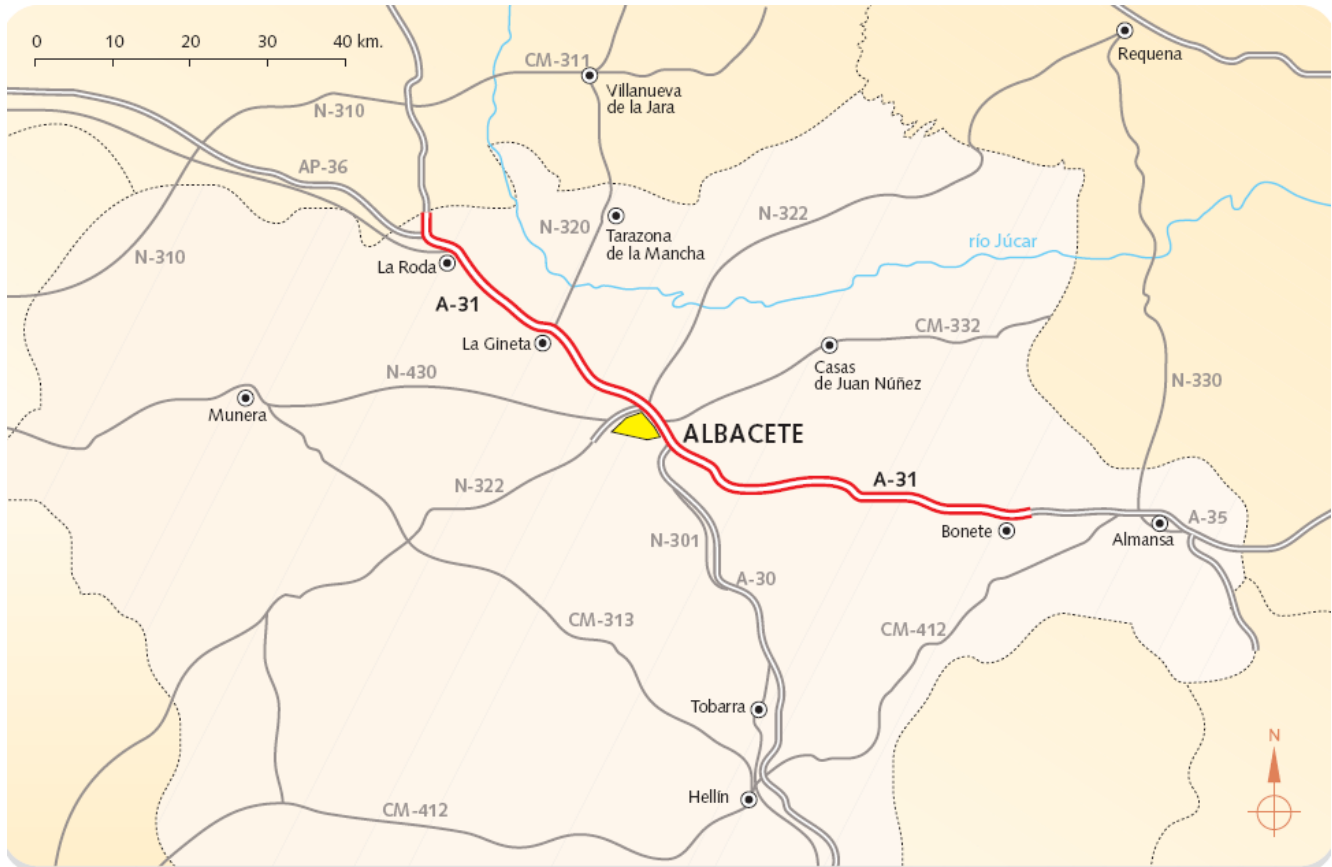 0 10 20 30 40 km.
Requena
CM-311
Villanueva
de la Jara
N-310
AP-36
N-322
N-320
Tarazona
de la Mancha
río Júcar
N-310
La Roda
A-31
CM-332
La Gineta
Casas
de Juan Núñez
N-430
N-330
Munera
ALBACETE
A-31
N-322
A-35
Bonete
Almansa
N-301
A-30
CM-313
CM-412
Tobarra
N
Hellín
CM-412